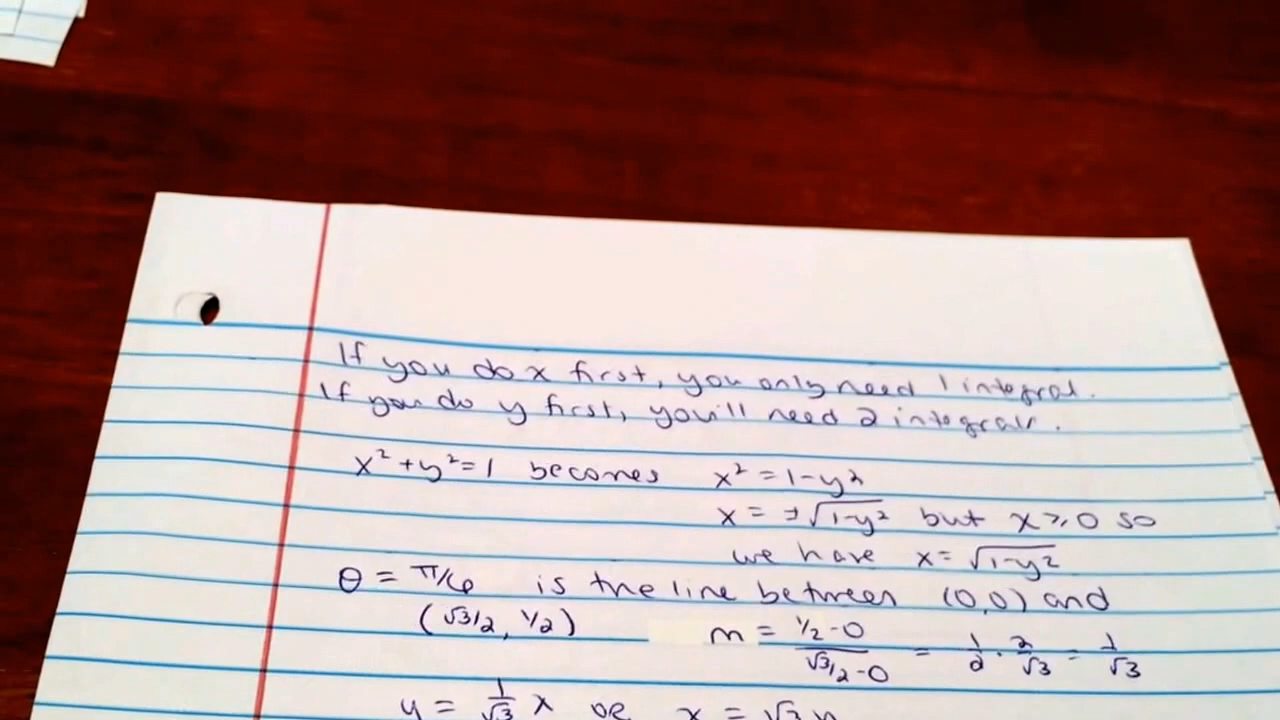 If you do x first, you only need 1 integral.
If you do y first, you'll need 2 integrals.
x² + y² = 1 becomes x² = 1-y²
x = ±√(1-y²) but x ≥ 0 so
we have x = √(1-y²)
θ = π/6 is the line between (0,0) and
(√3/2, 1/2) m = (1/2 - 0)/(√3/2 - 0) = 1/2 · 2/√3 = 1/√3
y = 1/√3 x or x = √3 y